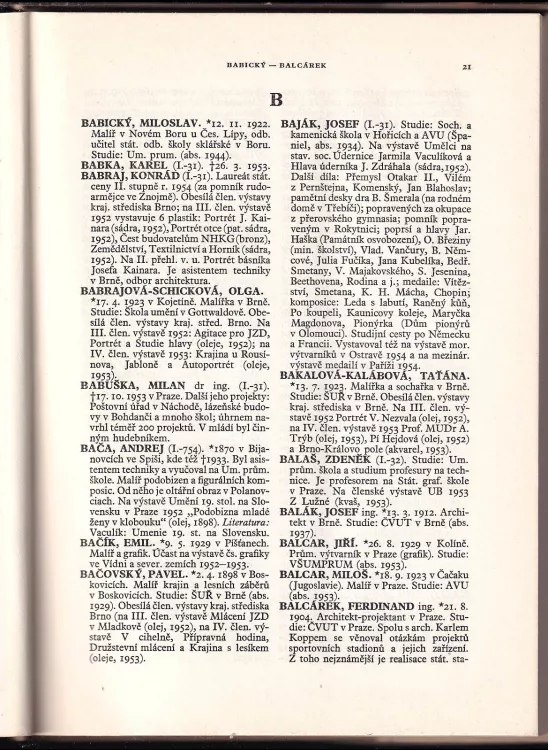 BABICKÝ — BALCÁREK
21
B
BABICKÝ, MILOSLAV. *12. 11. 1922.
Malíř v Novém Boru u Čes. Lípy, odb.
učitel stát. odb. školy sklářské v Boru.
Studie: Um. prum. (abs. 1944).
BABKA, KAREL (I.-31). †26. 3. 1953.
BABRAJ, KONRÁD (I.-31). Laureát stát.
ceny II. stupně r. 1954 (za pomník rudo-
armějce ve Znojmě). Obesílá člen. výstavy
kraj. střediska Brno; na III. člen. výstavě
1952 vystavuje 6 plastik: Portrét J. Kai-
nara (sádra, 1952), Portrét otce (pat. sádra,
1952), Čest budovatelům NHKG (bronz),
Zemědělství, Textilnictví a Horník (sádra,
1952). Na II. přehl. v. u. Portrét básníka
Josefa Kainara. Je asistentem techniky
v Brně, odbor architektura.
BABRAJOVÁ-SCHICKOVÁ, OLGA.
*17. 4. 1923 v Kojetíně. Malířka v Brně.
Studie: Škola umění v Gottwaldově. Obe-
sílá člen. výstavy kraj. střed. Brno. Na
III. člen. výstavě 1952: Agitace pro JZD,
Portrét a Studie hlavy (oleje, 1952); na
IV. člen. výstavě 1953: Krajina u Rousí-
nova, Jabloně a Autoportrét (oleje,
1953).
BABUŠKA, MILAN dr ing. (I.-31).
†17. 10. 1953 v Praze. Další jeho projekty:
Poštovní úřad v Náchodě, lázeňské budo-
vy v Bohdanči a mnoho škol; úhrnem na-
vrhl téměř 200 projektů. V mládí byl čin-
ným hudebníkem.
BAČA, ANDREJ (I.-754). *1870 v Bija-
novcích ve Spiši, kde též †1933. Byl asis-
tentem techniky a vyučoval na Um. prům.
škole. Malíř podobizen a figurálních kom-
posic. Od něho je oltářní obraz v Polanov-
ciach. Na výstavě Umění 19. stol. na Slo-
vensku v Praze 1952 „Podobizna mladé
ženy v klobouku“ (olej, 1898). Literatura:
Vaculík: Umenie 19. st. na Slovensku.
BAČÍK, EMIL. *9. 5. 1929 v Píšťanech.
Malíř a grafik. Účast na výstavě čs. grafiky
ve Vídni a sever. zemích 1952–1953.
BAČOVSKÝ, PAVEL. *2. 4. 1898 v Bos-
kovicích. Malíř krajin a lesních záběrů
v Boskovicích. Studie: ŠUŘ v Brně (abs.
1929). Obesílá člen. výstavy kraj. střediska
Brno (na III. člen. výstavě Mlácení JZD
v Mladkově (olej, 1952), na IV. člen. vý-
stavě V cihelně, Přípravná hodina,
Družstevní mlácení a Krajina s lesíkem
(oleje, 1953).
BAJÁK, JOSEF (I.-31). Studie: Soch. a
kamenická škola v Hořicích a AVU (Špa-
niel, abs. 1934). Na výstavě Umělci na
stav. soc. Údernice Jarmila Vaculíková a
Hlava úderníka J. Zdráhala (sádra, 1952).
Další díla: Přemysl Otakar II., Vilém
z Pernštejna, Komenský, Jan Blahoslav;
pamětní desky dra B. Šmerala (na rodném
domě v Třebíči); popravených za okupace
z přerovského gymnasia; pomník popra-
veným v Rokytnici; poprsí a hlavy Jar.
Haška (Památník osvobození), O. Březiny
(min. školství), Vlad. Vančury, B. Něm-
cové, Julia Fučíka, Jana Kubelíka, Bedř.
Smetany, V. Majakovského, S. Jesenina,
Beethovena, Rodina a j.; medaile: Vítěz-
ství, Smetana, K. H. Mácha, Chopin;
komposice: Leda s labutí, Raněný kůň,
Po koupeli, Kaunicovy koleje, Maryčka
Magdonova, Pionýrka (Dům pionýrů
v Olomouci). Studijní cesty po Německu
a Francii. Vystavoval též na výstavě mor.
výtvarníků v Ostravě 1954 a na mezinár.
výstavě medailí v Paříži 1954.
BAKALOVÁ-KALÁBOVÁ, TAŤÁNA.
*13. 7. 1923. Malířka a sochařka v Brně.
Studie: ŠUŘ v Brně. Obesílá člen. výstavy
kraj. střediska v Brně. Na III. člen. vý-
stavě 1952 Portrét V. Nezvala (olej, 1952),
na IV. člen. výstavě 1953 Prof. MUDr A.
Trýb (olej, 1953), Pí Hejdová (olej, 1952)
a Brno-Královo pole (akvarel, 1953).
BALAŠ, ZDENĚK (I.-32). Studie: Um.
prům. škola a studium profesury na tech-
nice. Je profesorem na Stát. graf. škole
v Praze. Na členské výstavě UB 1953
Z Lužné (kvaš, 1953).
BALÁK, JOSEF ing. *13. 3. 1912. Archi-
tekt v Brně. Studie: ČVUT v Brně (abs.
1937).
BALCAR, JIŘÍ. *26. 8. 1929 v Kolíně.
Prům. výtvarník v Praze (grafik). Studie:
VŠUMPRUM (abs. 1953).
BALCAR, MILOŠ. *18. 9. 1923 v Čačaku
(Jugoslavie). Malíř v Praze. Studie: AVU
(abs. 1953).
BALCÁREK, FERDINAND ing. *21. 8.
1904. Architekt-projektant v Praze. Stu-
die: ČVUT v Praze. Spolu s arch. Karlem
Koppem se věnoval otázkám projektů
sportovních stadionů a jejich zařízení.
Z toho nejznámější je realisace stát. sta-